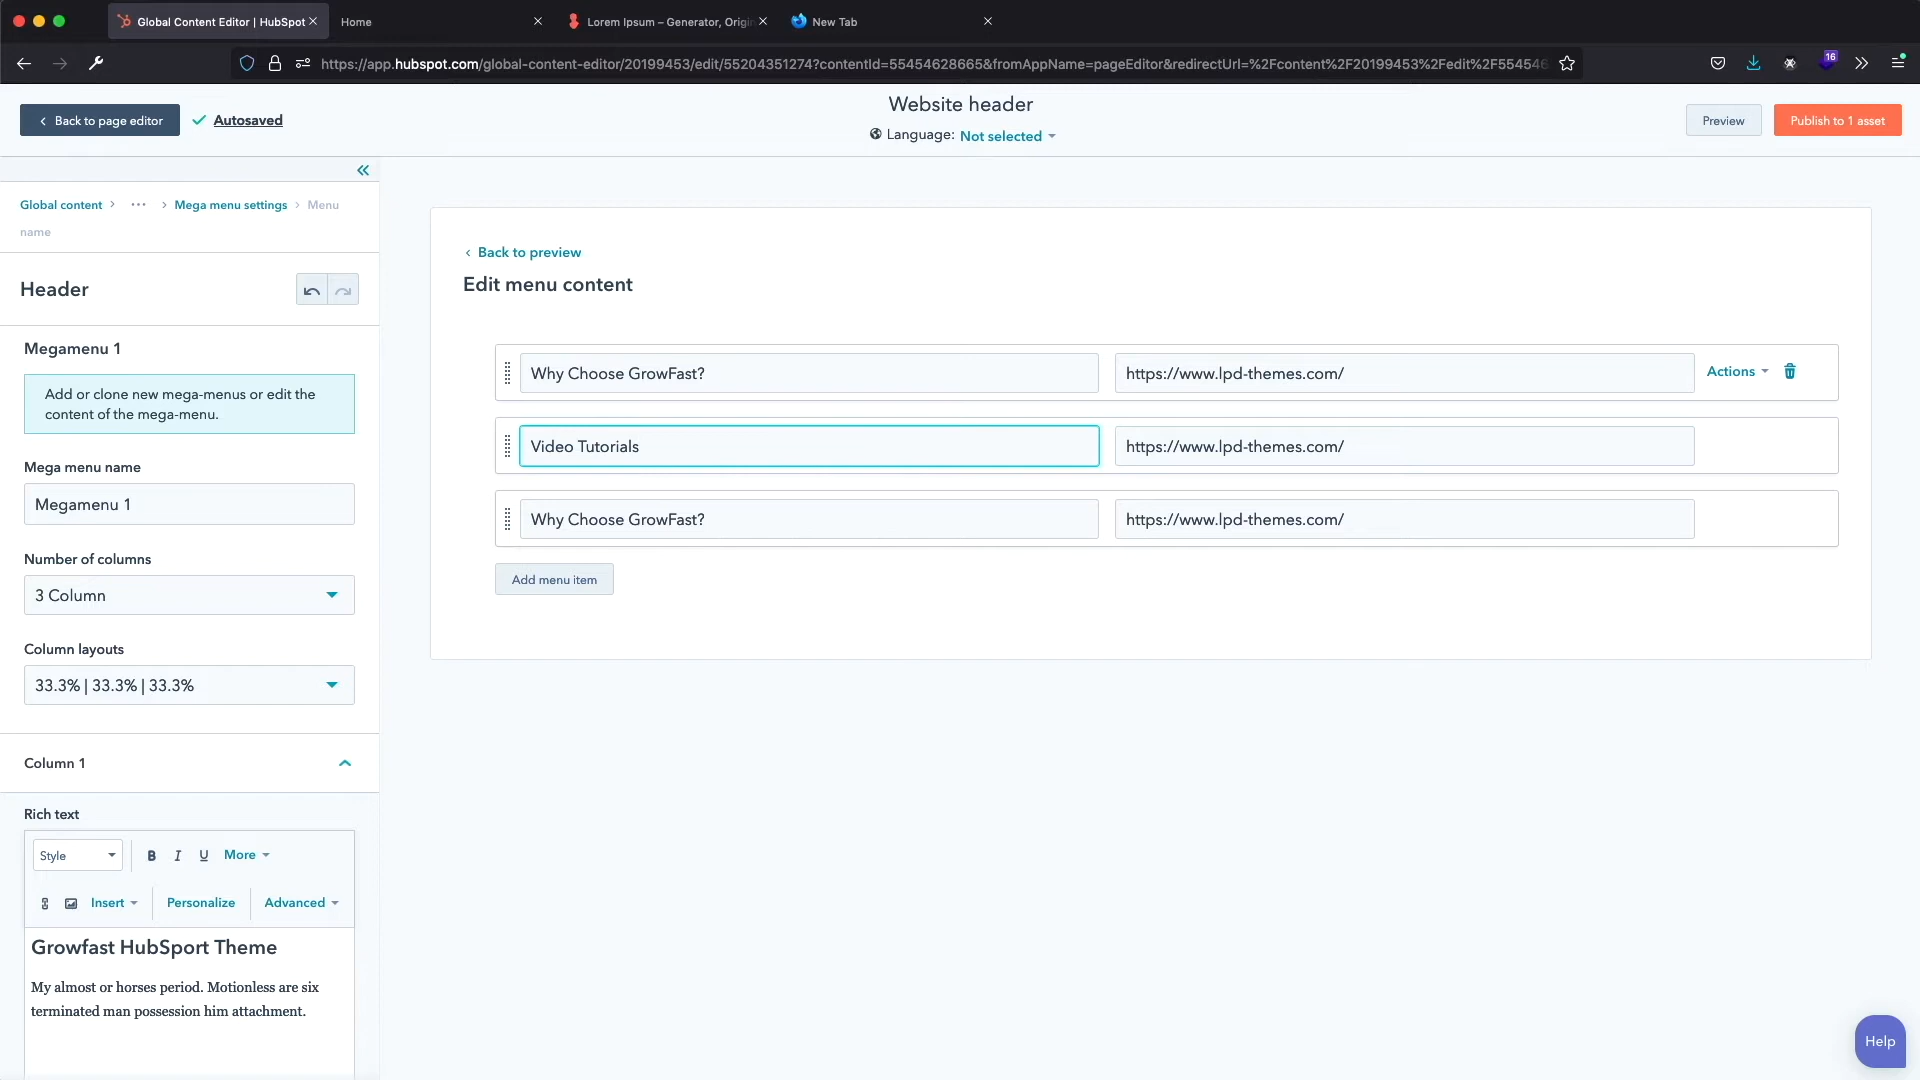 Global Content Editor | HubSpot
Home
Lorem Ipsum – Generator, Origin
New Tab
https://app.hubspot.com/global-content-editor/20199453/edit/55204351274?contentId=55454628665&fromAppName=pageEditor&redirectUrl=%2Fcontent%2F20199453%2Fedit%2F554546
16
Back to page editor
Autosaved
Website header
Language: Not selected
Preview
Publish to 1 asset
Global content
···
Mega menu settings
Menu
name
Header
Megamenu 1
Add or clone new mega-menus or edit the
content of the mega-menu.
Mega menu name
Megamenu 1
Number of columns
3 Column
Column layouts
33.3% | 33.3% | 33.3%
Column 1
Rich text
Style
B I U More
Insert
Personalize
Advanced
Growfast HubSport Theme
My almost or horses period. Motionless are six
terminated man possession him attachment.
Back to preview
Edit menu content
Why Choose GrowFast?
https://www.lpd-themes.com/
Actions
Video Tutorials
https://www.lpd-themes.com/
Why Choose GrowFast?
https://www.lpd-themes.com/
Add menu item
Help